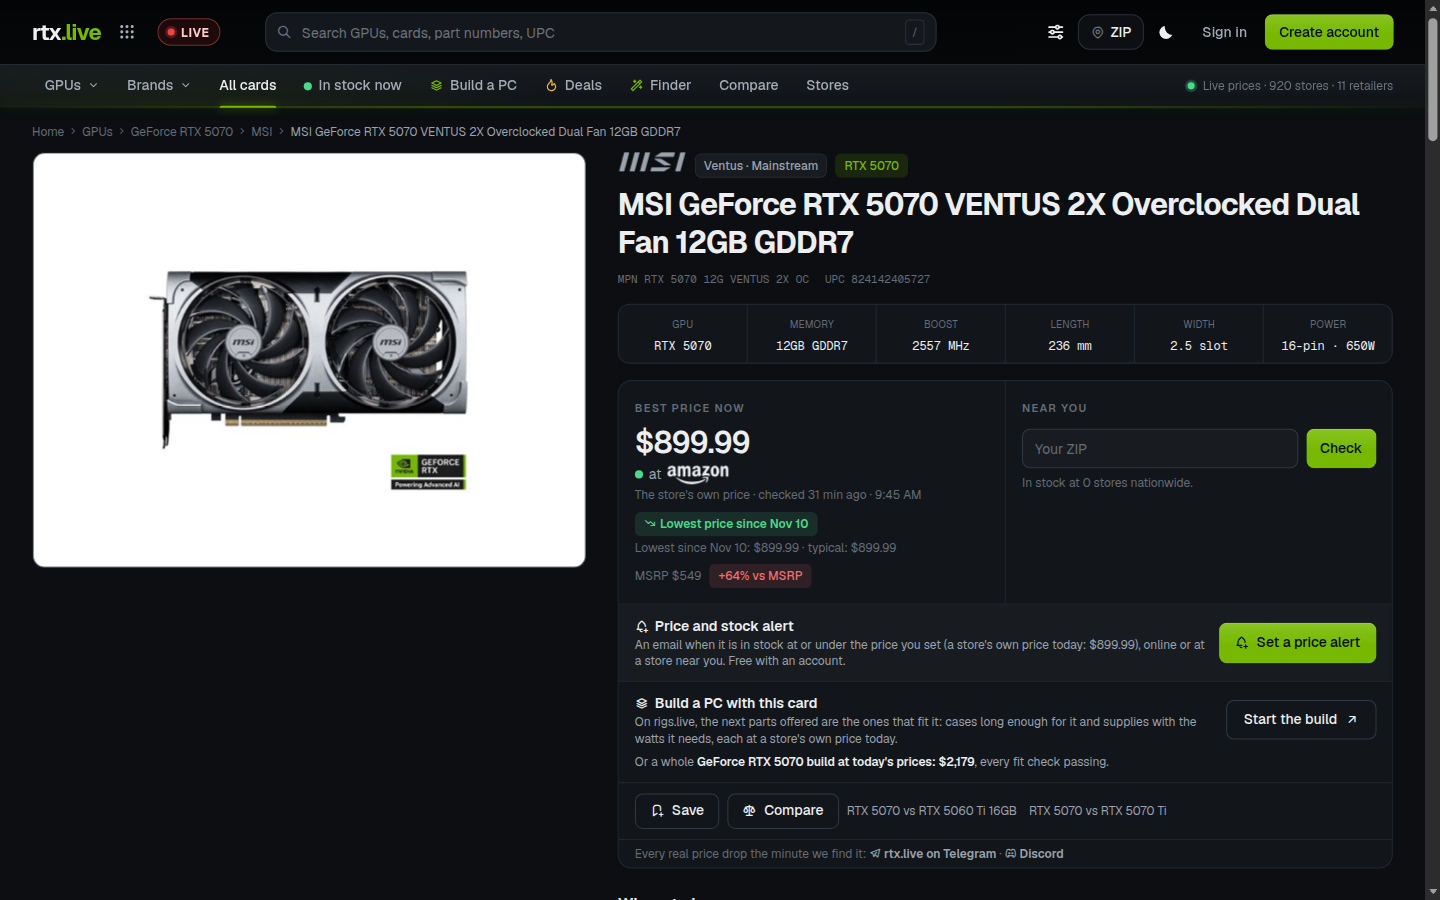 rtx.live
LIVE
Search GPUs, cards, part numbers, UPC
/
ZIP
Sign in
Create account
GPUs
Brands
All cards
In stock now
Build a PC
Deals
Finder
Compare
Stores
Live prices · 920 stores · 11 retailers
Home > GPUs > GeForce RTX 5070 > MSI > MSI GeForce RTX 5070 VENTUS 2X Overclocked Dual Fan 12GB GDDR7
msi
msi
NVIDIA
GEFORCE
RTX
Powering Advanced AI
msi
Ventus · Mainstream
RTX 5070
MSI GeForce RTX 5070 VENTUS 2X Overclocked Dual
Fan 12GB GDDR7
MPN RTX 5070 12G VENTUS 2X OC UPC 824142405727
GPU
RTX 5070
MEMORY
12GB GDDR7
BOOST
2557 MHz
LENGTH
236 mm
WIDTH
2.5 slot
POWER
16-pin · 650W
BEST PRICE NOW
$899.99
at amazon
The store's own price · checked 31 min ago · 9:45 AM
Lowest price since Nov 10
Lowest since Nov 10: $899.99 · typical: $899.99
MSRP $549
+64% vs MSRP
NEAR YOU
Your ZIP
Check
In stock at 0 stores nationwide.
Price and stock alert
An email when it is in stock at or under the price you set (a store's own price today: $899.99), online or at
a store near you. Free with an account.
Set a price alert
Build a PC with this card
On rigs.live, the next parts offered are the ones that fit it: cases long enough for it and supplies with the
watts it needs, each at a store's own price today.
Or a whole GeForce RTX 5070 build at today's prices: $2,179, every fit check passing.
Start the build
Save
Compare
RTX 5070 vs RTX 5060 Ti 16GB
RTX 5070 vs RTX 5070 Ti
Every real price drop the minute we find it: rtx.live on Telegram · Discord